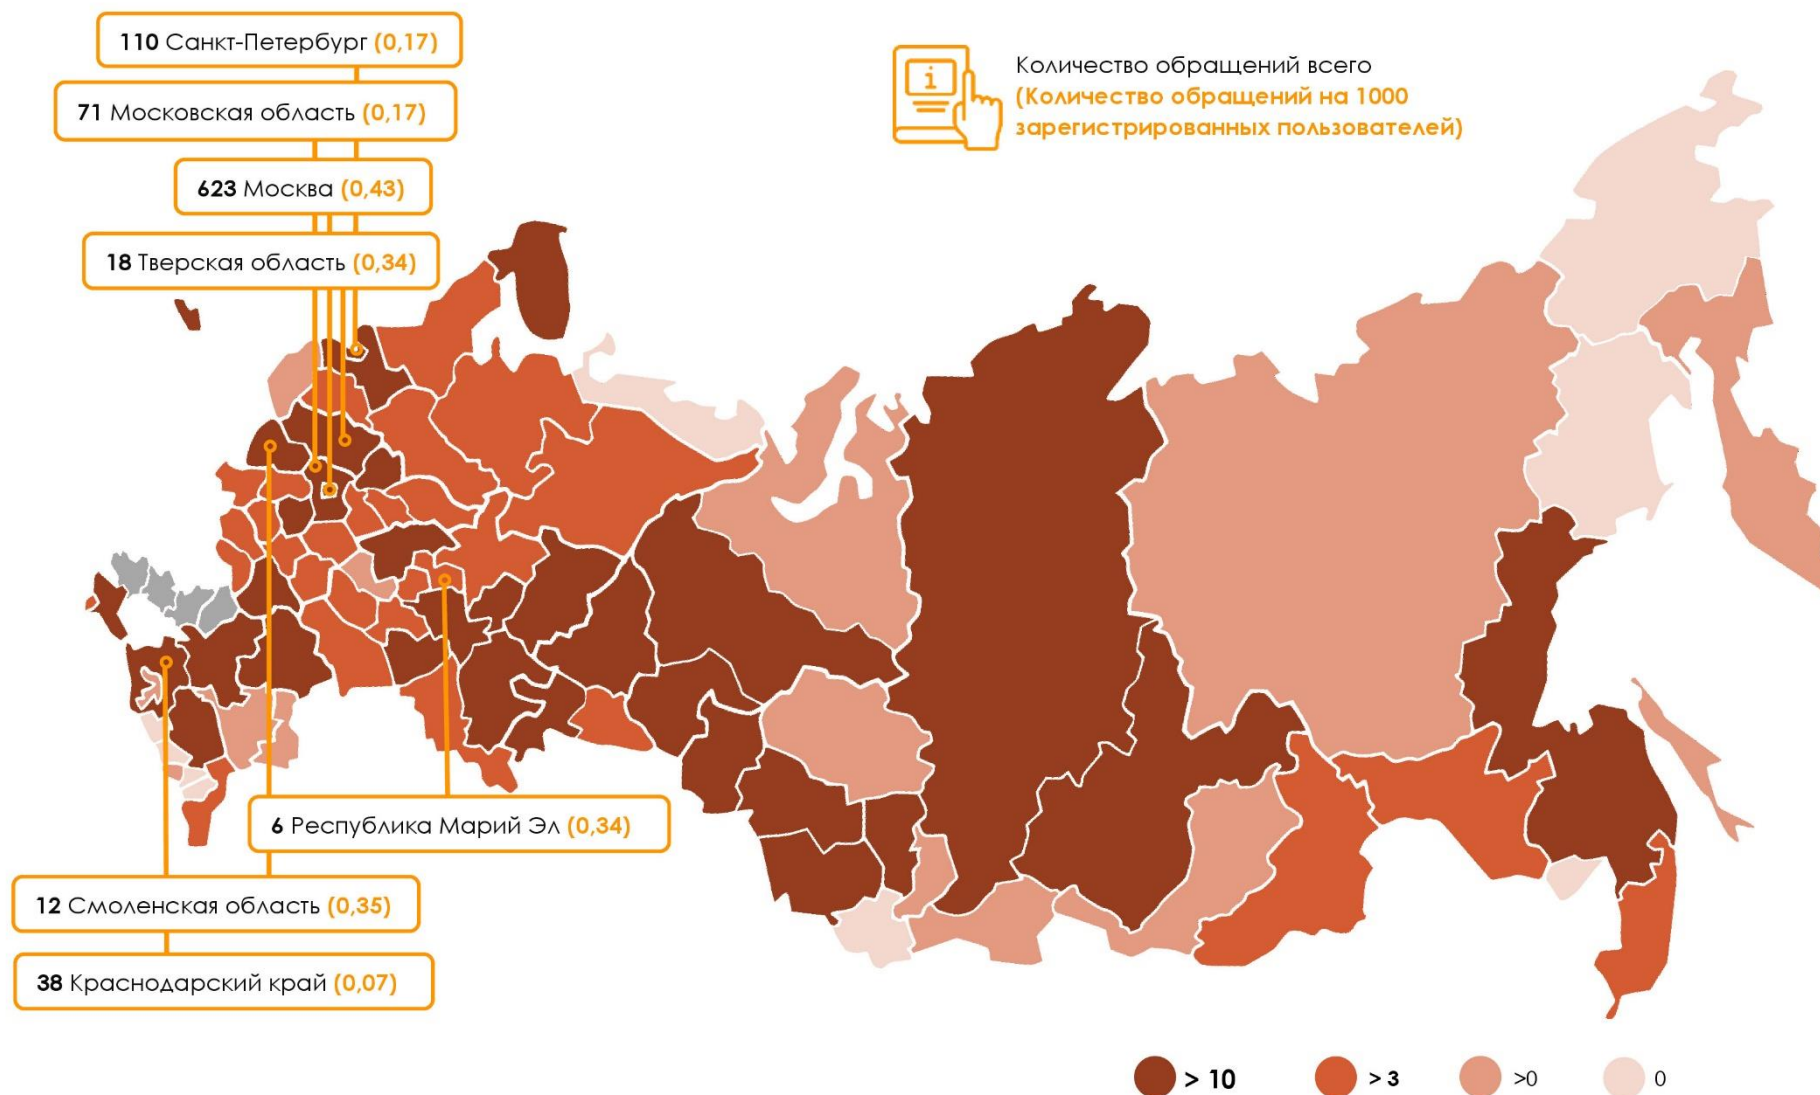 110 Санкт-Петербург (0,17)
71 Московская область (0,17)
623 Москва (0,43)
18 Тверская область (0,34)
i
Количество обращений всего
(Количество обращений на 1000
зарегистрированных пользователей)
6 Республика Марий Эл (0,34)
12 Смоленская область (0,35)
38 Краснодарский край (0,07)
> 10
> 3
>0
0